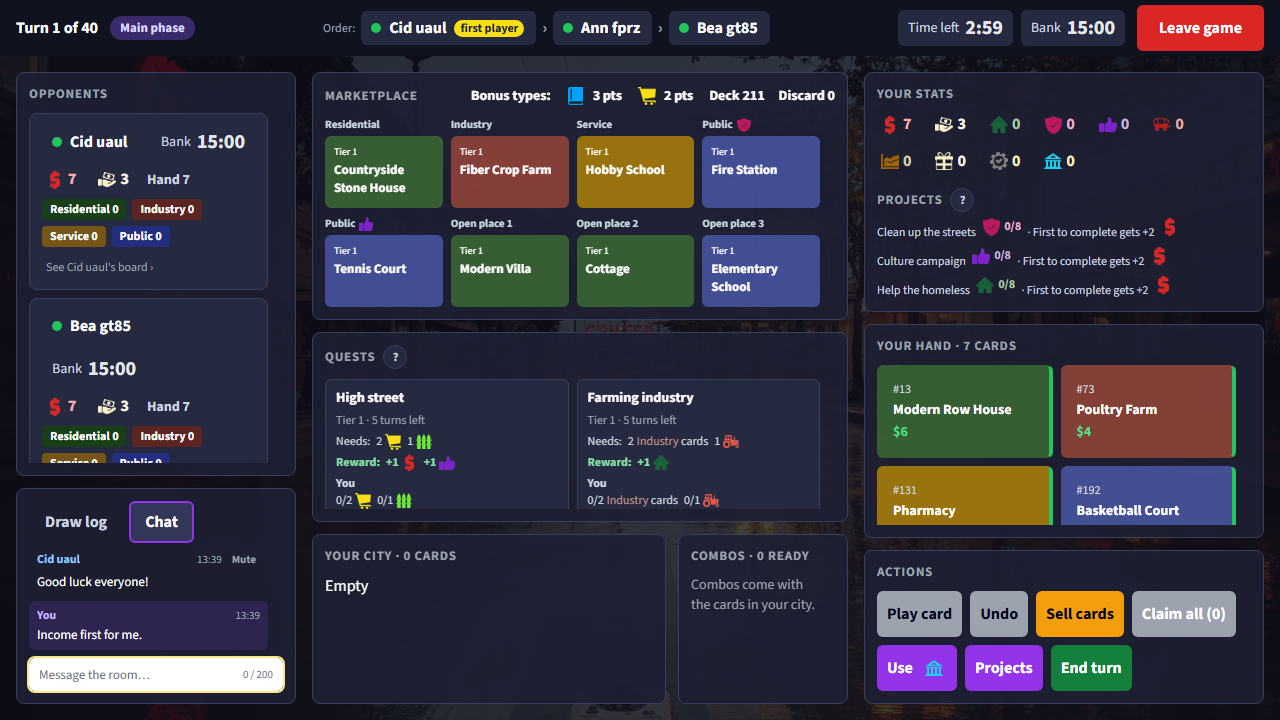 Turn 1 of 40 Main phase
Order: Cid uaul first player › Ann fprz › Bea gt85
Time left 2:59 Bank 15:00 Leave game
OPPONENTS
Cid uaul Bank 15:00
7 3 Hand 7
Residential 0 Industry 0
Service 0 Public 0
See Cid uaul's board ›
Bea gt85
Bank 15:00
7 3 Hand 7
Residential 0 Industry 0
Service 0 Public 0
Draw log Chat
Cid uaul 13:39 Mute
Good luck everyone!
You 13:39
Income first for me.
Message the room… 0 / 200
MARKETPLACE Bonus types: 3 pts 2 pts Deck 211 Discard 0
Residential Industry Service Public
Tier 1 Tier 1 Tier 1 Tier 1
Countryside Fiber Crop Farm Hobby School Fire Station
Stone House
Public Open place 1 Open place 2 Open place 3
Tier 1 Tier 1 Tier 1 Tier 1
Tennis Court Modern Villa Cottage Elementary
School
QUESTS ?
High street
Tier 1 · 5 turns left
Needs: 2 1
Reward: +1 +1
You
0/2 0/1
Farming industry
Tier 1 · 5 turns left
Needs: 2 Industry cards 1
Reward: +1
You
0/2 Industry cards 0/1
YOUR CITY · 0 CARDS
Empty
COMBOS · 0 READY
Combos come with
the cards in your city.
YOUR STATS
7 3 0 0 0 0
0 0 0 0
PROJECTS ?
Clean up the streets 0/8 · First to complete gets +2
Culture campaign 0/8 · First to complete gets +2
Help the homeless 0/8 · First to complete gets +2
YOUR HAND · 7 CARDS
#13 #73
Modern Row House Poultry Farm
$6 $4
#131 #192
Pharmacy Basketball Court
ACTIONS
Play card Undo Sell cards Claim all (0)
Use Projects End turn